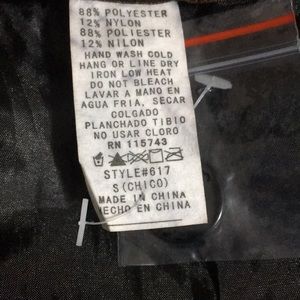 88% POLYESTER
12% NYLON
88% POLIESTER
12% NILON
HAND WASH COLD
HANG OR LINE DRY
IRON LOW HEAT
DO NOT BLEACH
LAVAR A MANO EN
AGUA FRIA, SECAR
COLGADO
PLANCHADO TIBIO
NO USAR CLORO
RN 115743
STYLE#617
S(CHICO)
MADE IN CHINA
HECHO EN CHINA